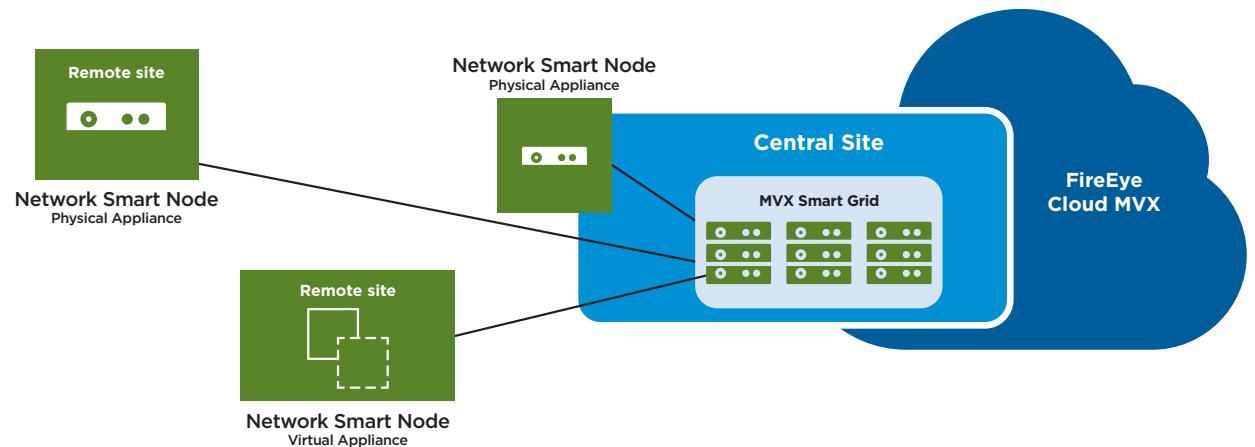 Remote site
Network Smart Node
Physical Appliance
Network Smart Node
Physical Appliance
Central Site
MVX Smart Grid
FireEye
Cloud MVX
Remote site
Network Smart Node
Virtual Appliance